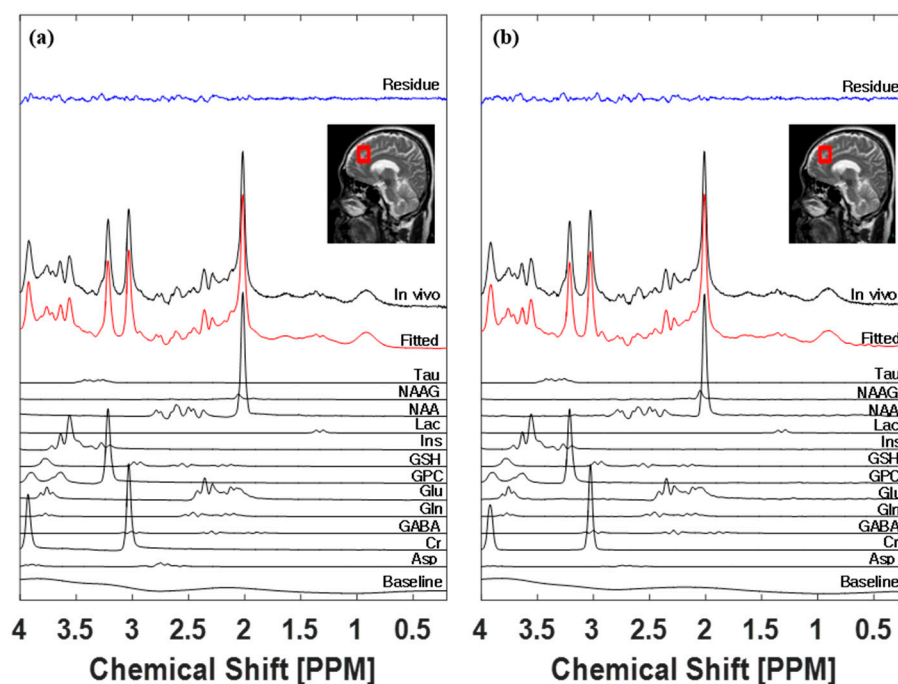 (a)
Residue
In vivo
Fitted
Tau
NAAG
NAA
Lac
Ins
GSH
GPC
Glu
Gln
GABA
Cr
Asp
Baseline
4 3.5 3 2.5 2 1.5 1 0.5
Chemical Shift [PPM]
(b)
Residue
In vivo
Fitted
Tau
NAAG
NAA
Lac
Ins
GSH
GPC
Glu
Gln
GABA
Cr
Asp
Baseline
4 3.5 3 2.5 2 1.5 1 0.5
Chemical Shift [PPM]